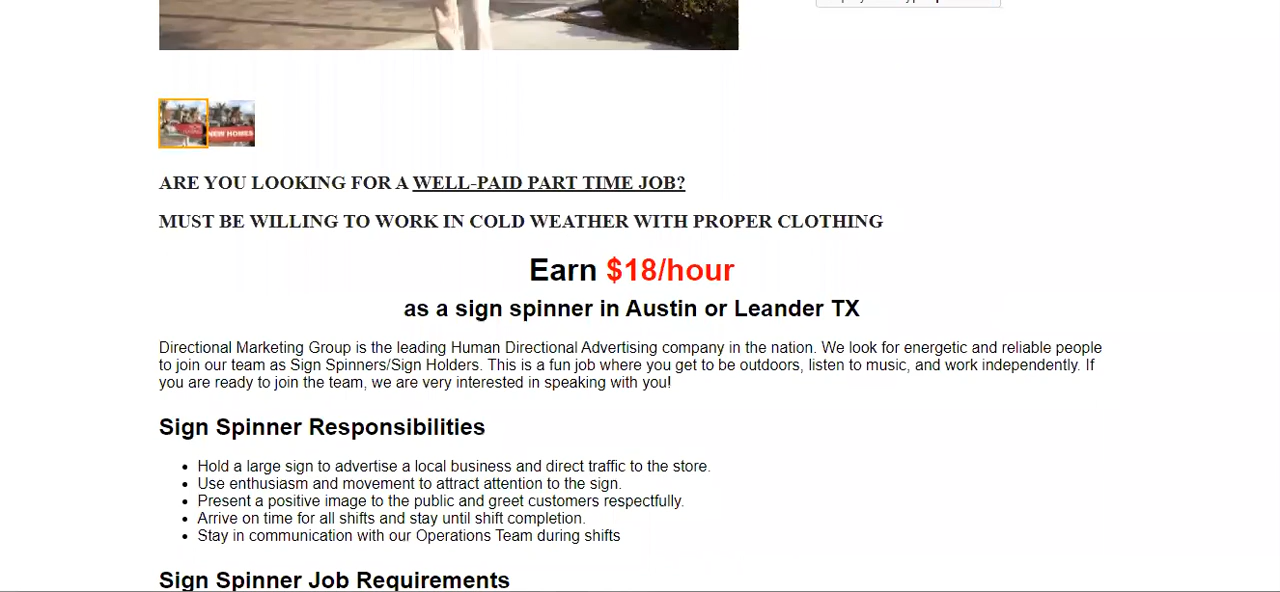 NEW HOMES
ARE YOU LOOKING FOR A WELL-PAID PART TIME JOB?
MUST BE WILLING TO WORK IN COLD WEATHER WITH PROPER CLOTHING
Earn $18/hour
as a sign spinner in Austin or Leander TX
Directional Marketing Group is the leading Human Directional Advertising company in the nation. We look for energetic and reliable people
to join our team as Sign Spinners/Sign Holders. This is a fun job where you get to be outdoors, listen to music, and work independently. If
you are ready to join the team, we are very interested in speaking with you!
Sign Spinner Responsibilities
• Hold a large sign to advertise a local business and direct traffic to the store.
• Use enthusiasm and movement to attract attention to the sign.
• Present a positive image to the public and greet customers respectfully.
• Arrive on time for all shifts and stay until shift completion.
• Stay in communication with our Operations Team during shifts
Sign Spinner Job Requirements